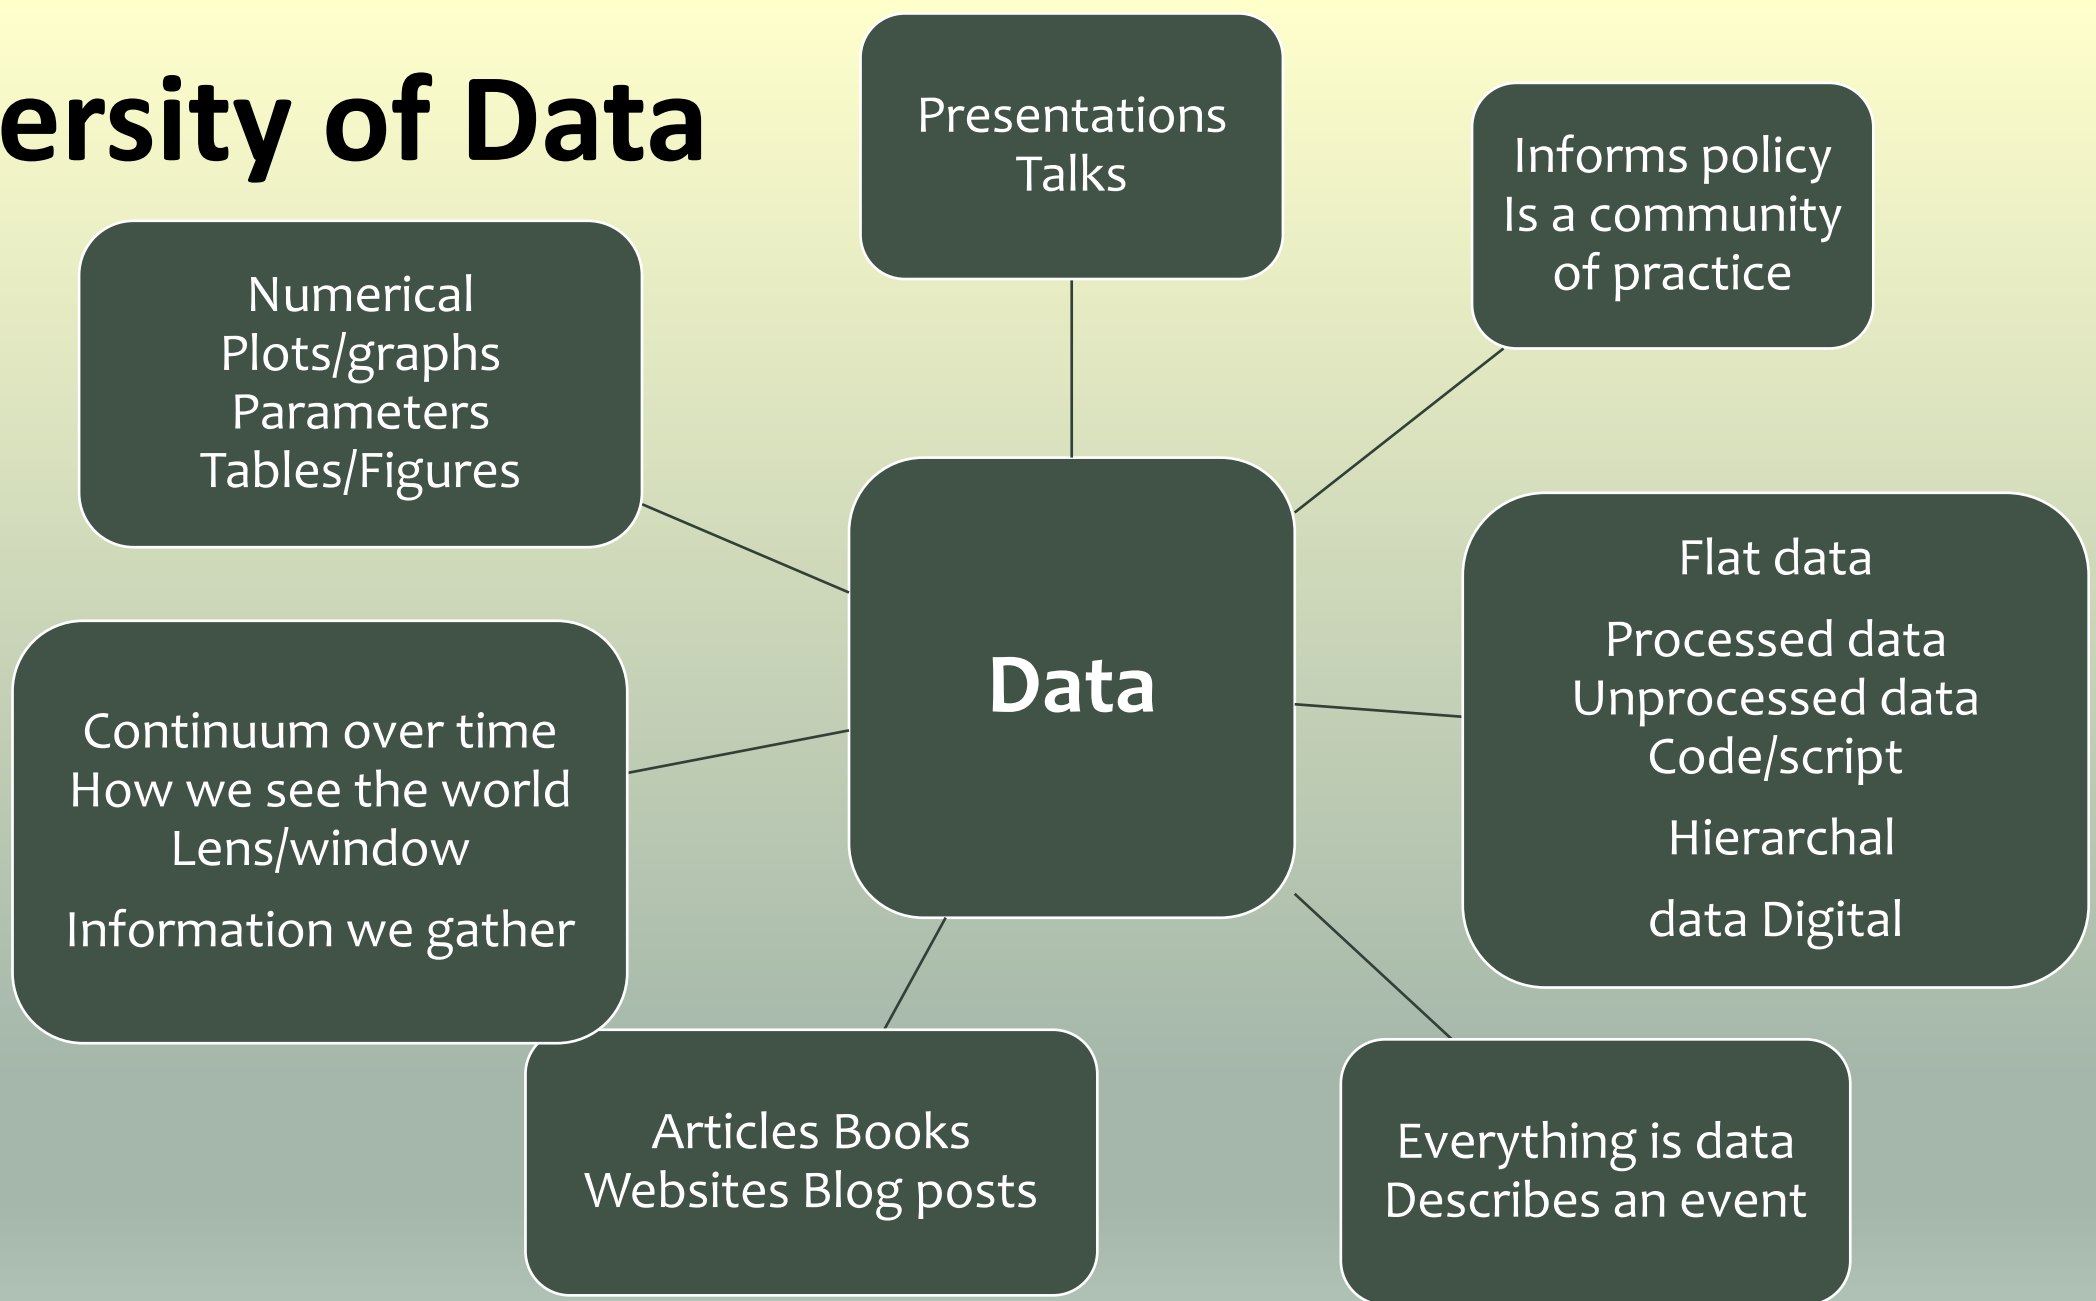 ersity of Data
Presentations
Talks
Informs policy
Is a community
of practice
Numerical
Plots/graphs
Parameters
Tables/Figures
Data
Flat data
Processed data
Unprocessed data
Code/script
Hierarchal
data Digital
Continuum over time
How we see the world
Lens/window
Information we gather
Articles Books
Websites Blog posts
Everything is data
Describes an event